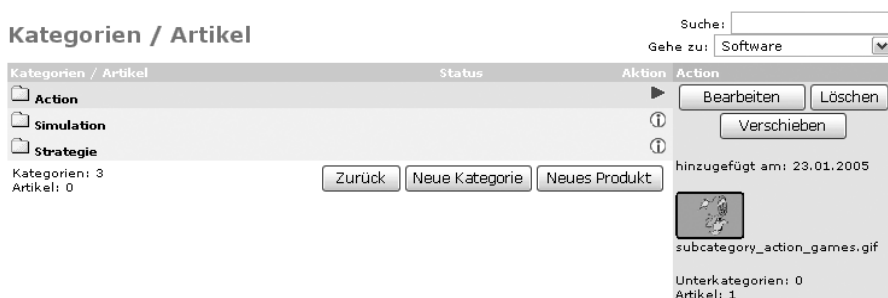 Kategorien / Artikel
Suche:
Gehe zu: Software
Kategorien / Artikel Status Aktion
Action
Simulation
Strategie
Kategorien: 3
Artikel: 0
Zurück Neue Kategorie Neues Produkt
Action
Bearbeiten Löschen
Verschieben
hinzugefügt am: 23.01.2005
subcategory_action_games.gif
Unterkategorien: 0
Artikel: 1